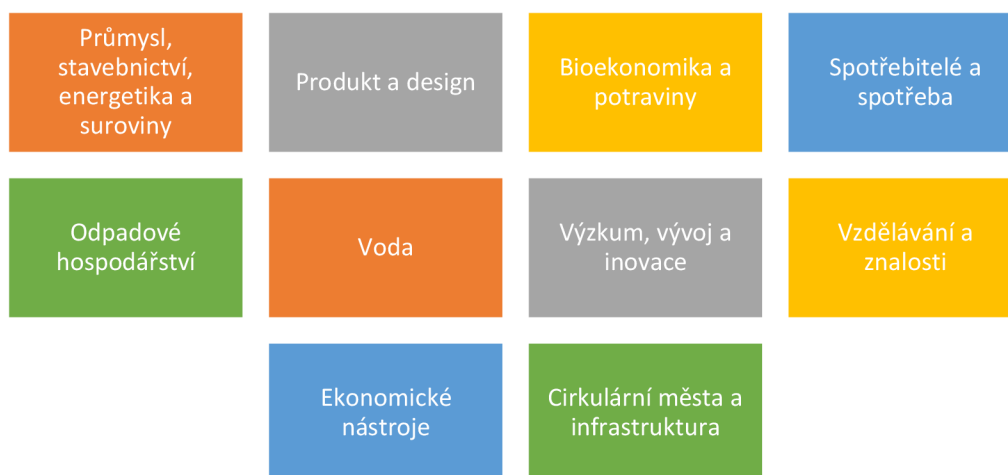 Průmysl,
stavebnictví,
energetika a
suroviny
Produkt a design
Bioekonomika a
potraviny
Spotřebitelé a
spotřeba
Odpadové
hospodářství
Voda
Výzkum, vývoj a
inovace
Vzdělávání a
znalosti
Ekonomické
nástroje
Cirkulární města a
infrastruktura